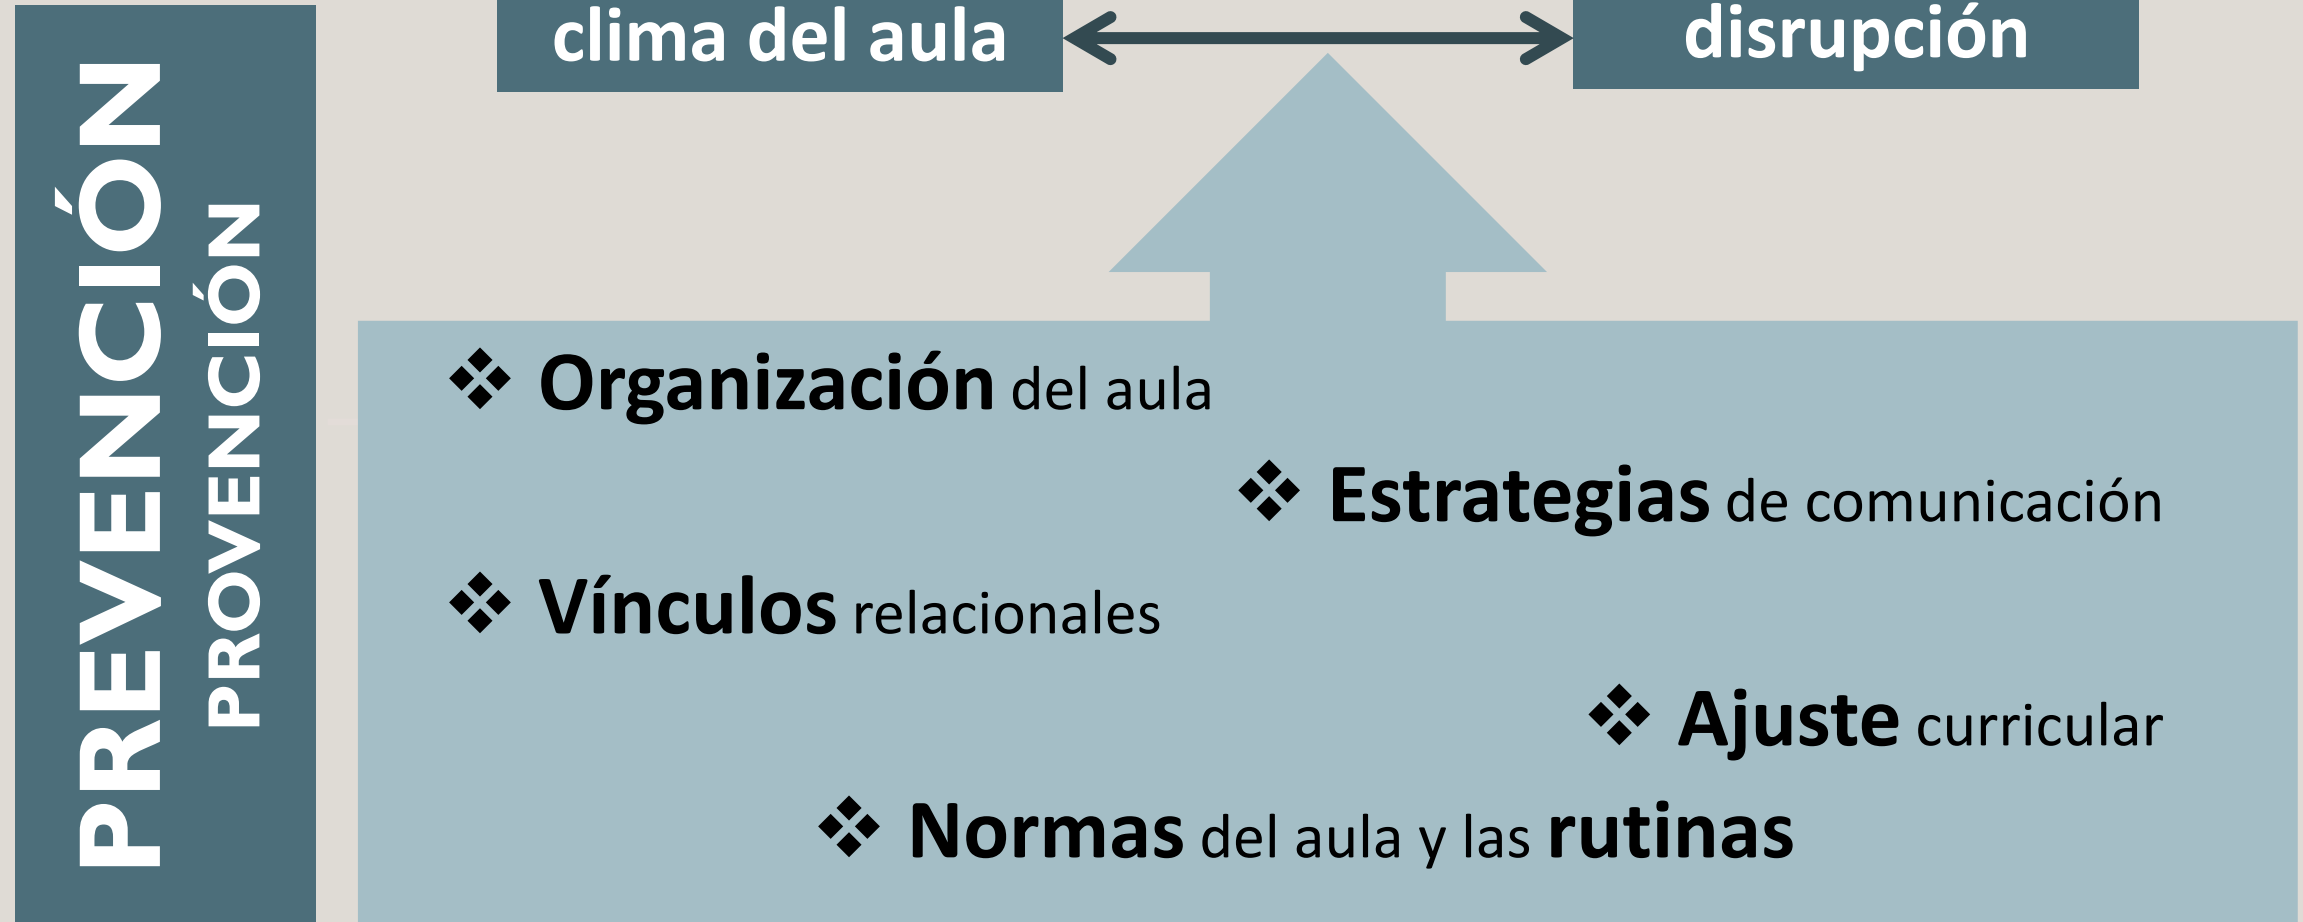 PREVENCIÓN
PROVENCIÓN
clima del aula
disrupción
❖ Organización del aula
❖ Estrategias de comunicación
❖ Vínculos relacionales
❖ Ajuste curricular
❖ Normas del aula y las rutinas